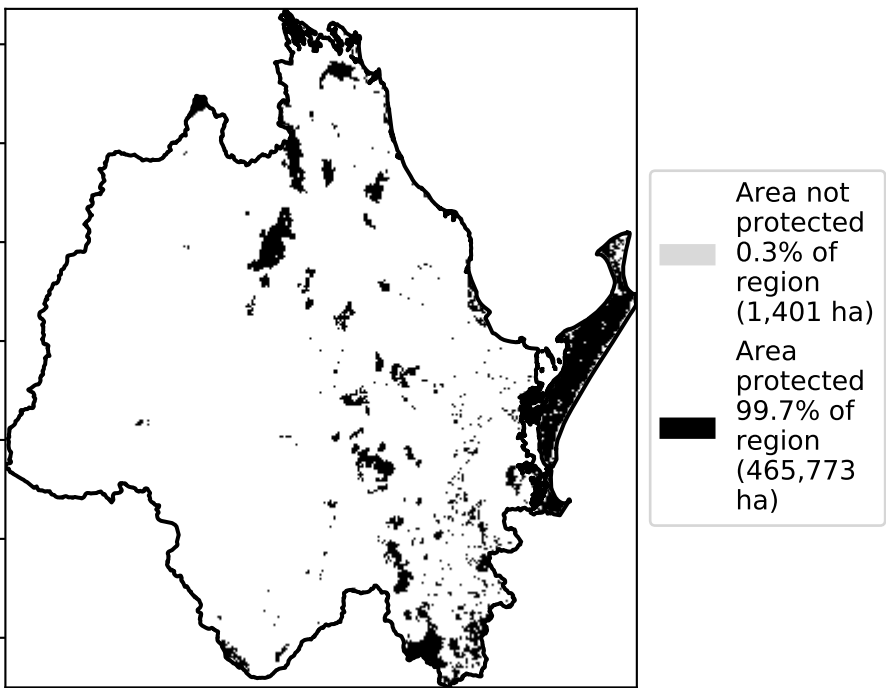 Area not
protected
0.3% of
region
(1,401 ha)
Area
protected
99.7% of
region
(465,773
ha)